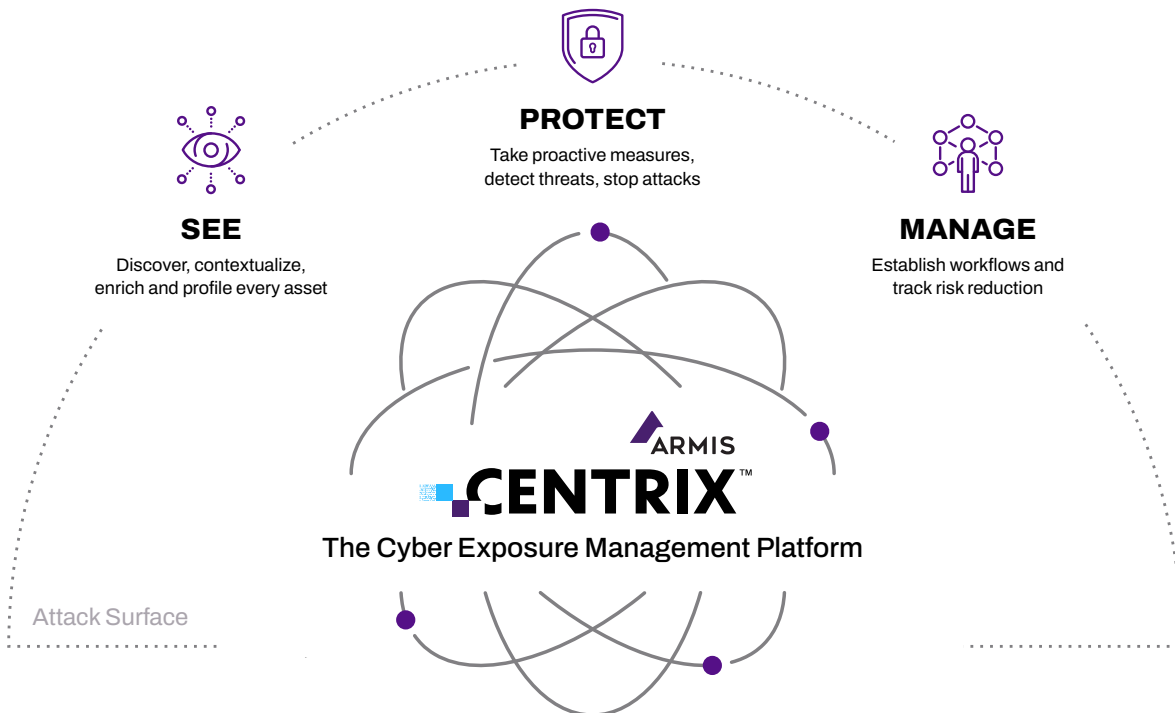 PROTECT
Take proactive measures,
detect threats, stop attacks
SEE
Discover, contextualize,
enrich and profile every asset
MANAGE
Establish workflows and
track risk reduction
ARMIS
CENTRIX™
The Cyber Exposure Management Platform
Attack Surface